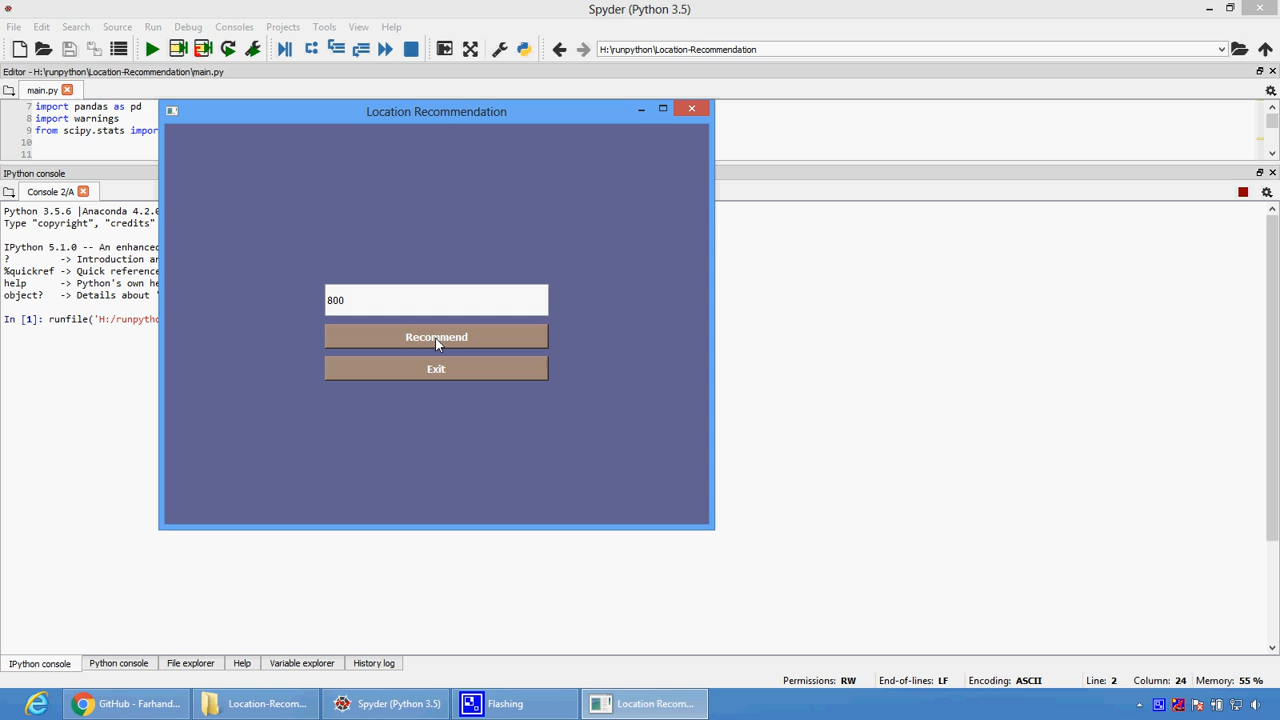 Spyder (Python 3.5)
File Edit Search Source Run Debug Consoles Projects Tools View Help
H:\runpython\Location-Recommendation
Editor - H:\runpython\Location-Recommendation\main.py
main.py
7 import pandas as pd
8 import warnings
9 from scipy.stats impor
10
11
Location Recommendation
800
Recommend
Exit
IPython console
Console 2/A
Python 3.5.6 |Anaconda 4.2.0
Type "copyright", "credits"
IPython 5.1.0 -- An enhanced
? -> Introduction an
%quickref -> Quick reference
help -> Python's own he
object? -> Details about '
In [1]: runfile('H:/runpytho
IPython console Python console File explorer Help Variable explorer History log
Permissions: RW End-of-lines: LF Encoding: ASCII Line: 2 Column: 24 Memory: 55 %
GitHub - Farhand... Location-Recom... Spyder (Python 3.5) Flashing Location Recom...